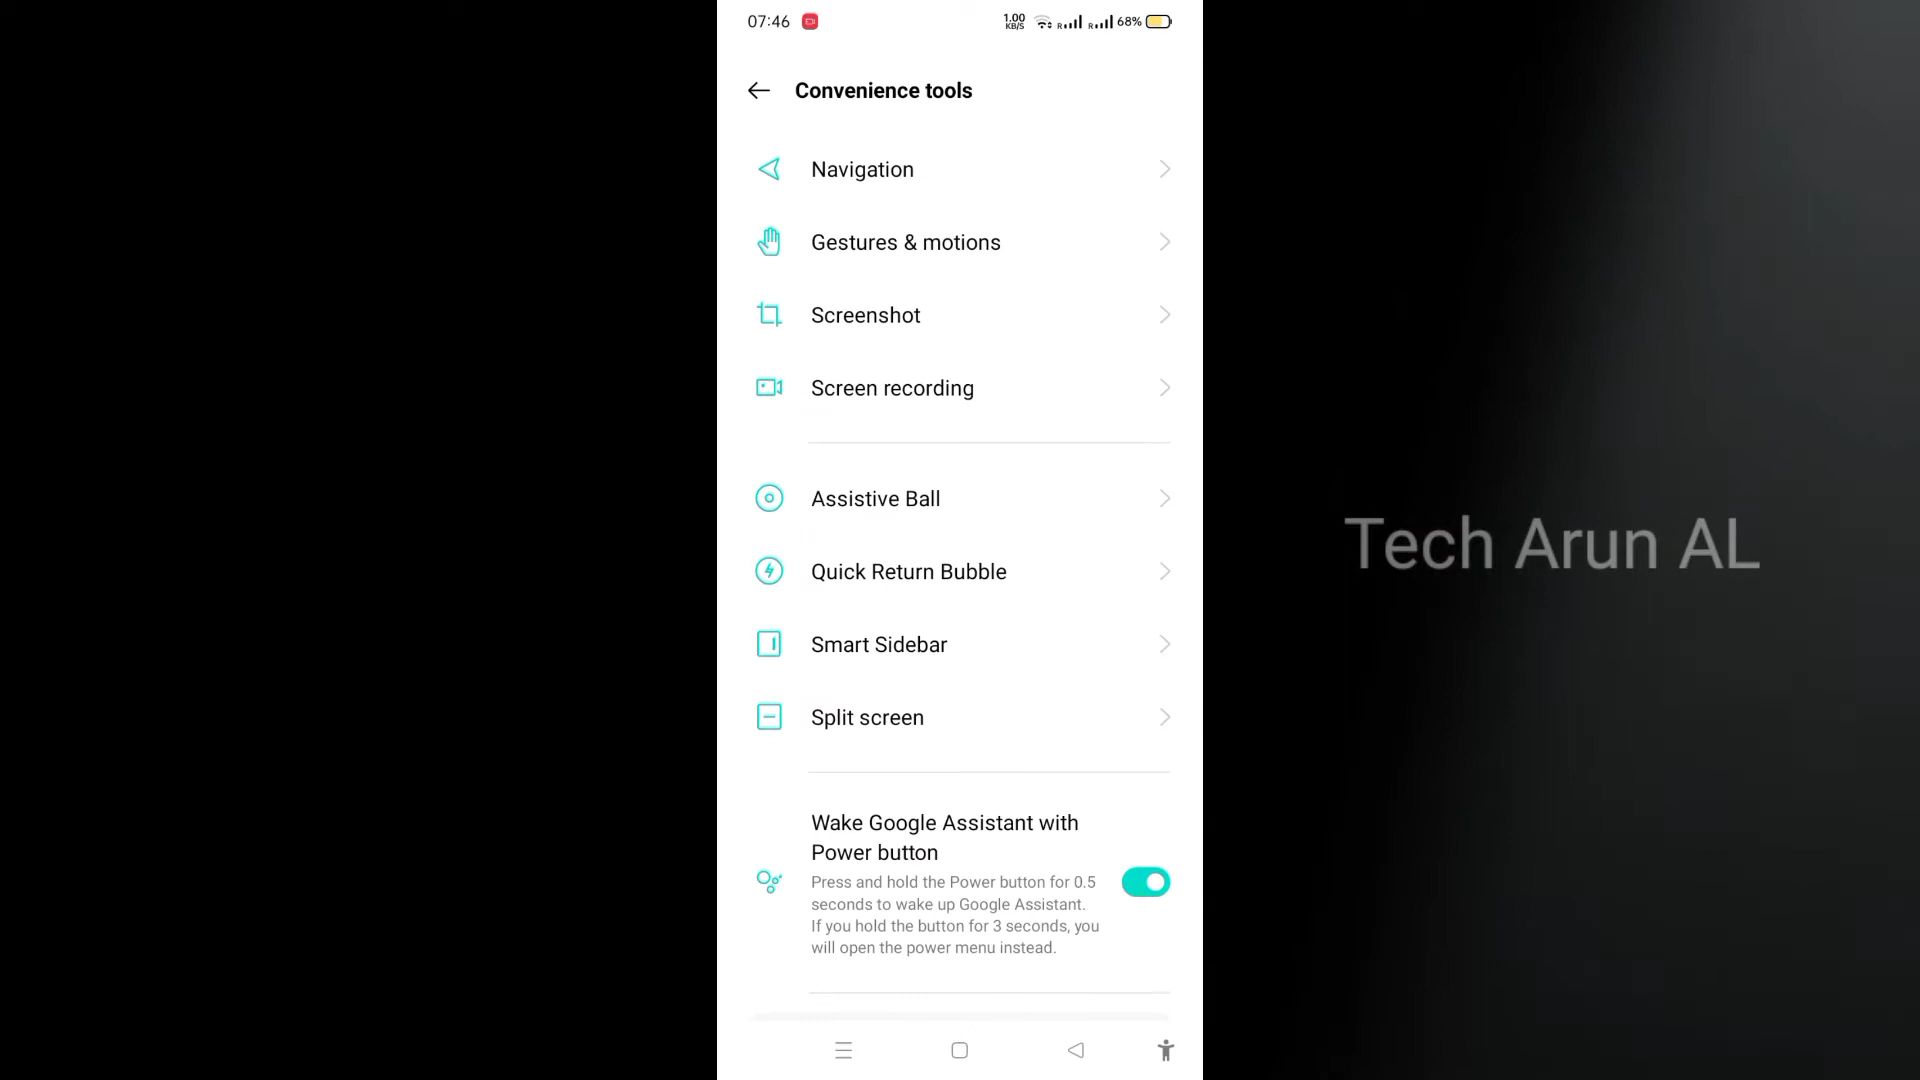 07:46
1.00
KB/S
R
R
68%
Convenience tools
Navigation
Gestures & motions
Screenshot
Screen recording
Assistive Ball
Quick Return Bubble
Smart Sidebar
Split screen
Wake Google Assistant with
Power button
Press and hold the Power button for 0.5
seconds to wake up Google Assistant.
If you hold the button for 3 seconds, you
will open the power menu instead.
Tech Arun AL